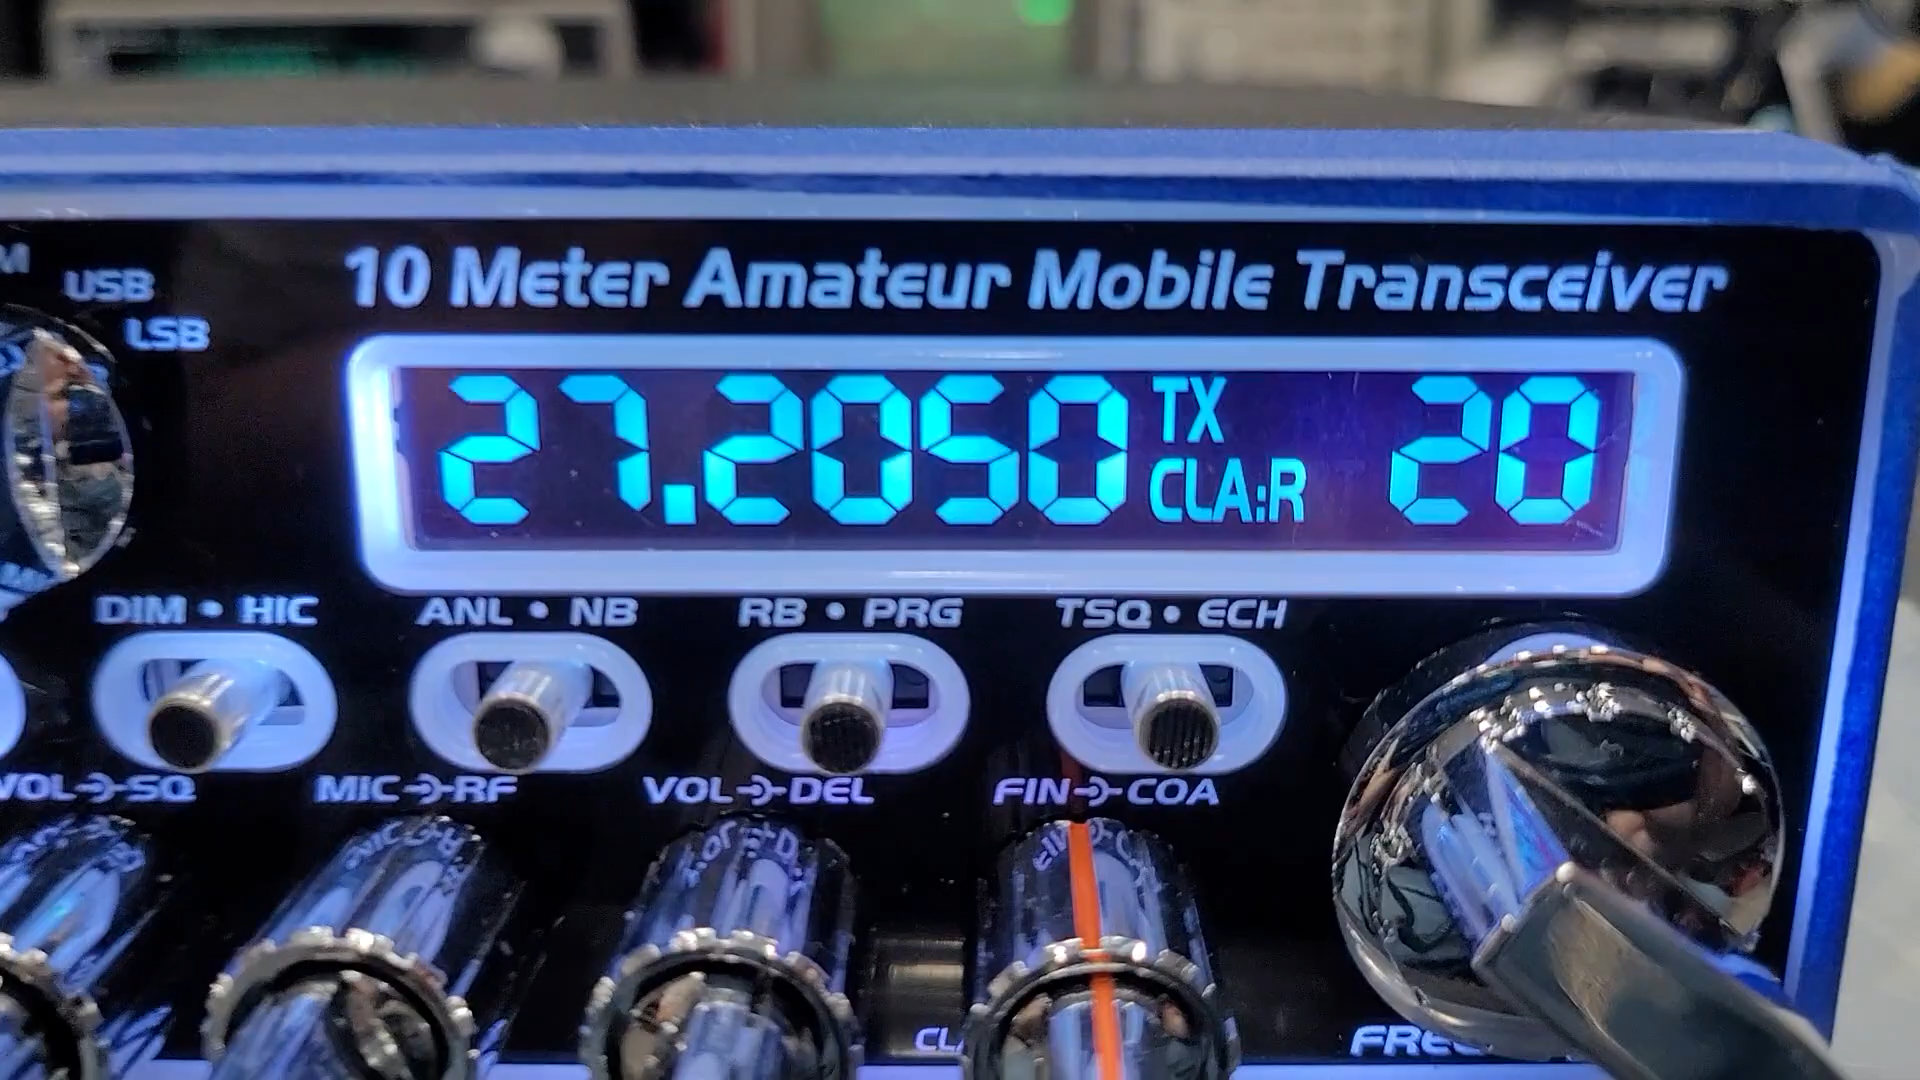 USB
LSB
10 Meter Amateur Mobile Transceiver
27.2050 TX CLA:R 20
DIM • HIC ANL • NB RB • PRG TSQ • ECH
VOL SQ MIC RF VOL DEL FIN COA